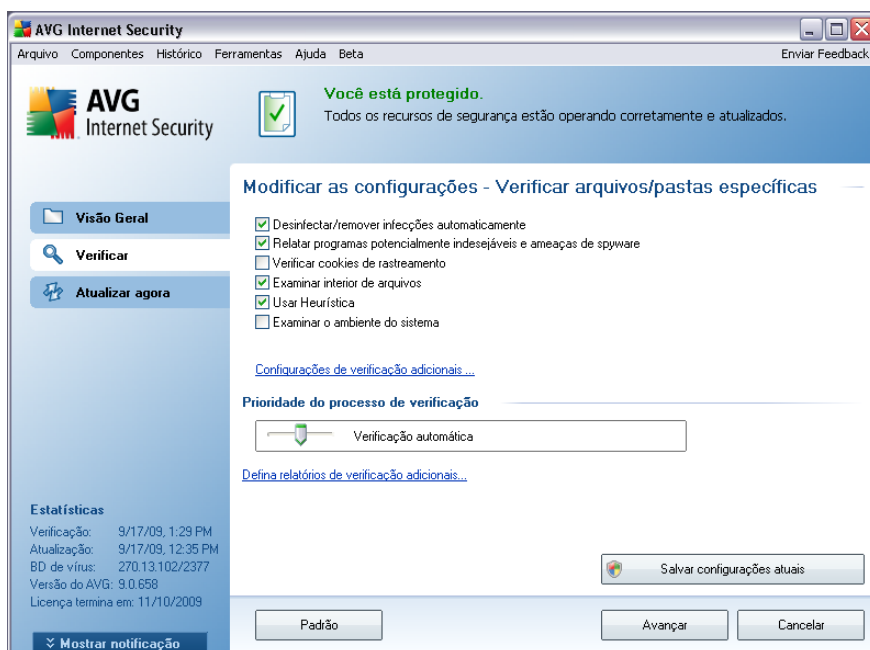 AVG Internet Security
Arquivo Componentes Histórico Ferramentas Ajuda Beta Enviar Feedback
AVG
Internet Security
Você está protegido.
Todos os recursos de segurança estão operando corretamente e atualizados.
Visão Geral
Verificar
Atualizar agora
Modificar as configurações - Verificar arquivos/pastas específicas
Desinfectar/remover infecções automaticamente
Relatar programas potencialmente indesejáveis e ameaças de spyware
Verificar cookies de rastreamento
Examinar interior de arquivos
Usar Heurística
Examinar o ambiente do sistema
Configurações de verificação adicionais ...
Prioridade do processo de verificação
Verificação automática
Defina relatórios de verificação adicionais...
Estatísticas
Verificação: 9/17/09, 1:29 PM
Atualização: 9/17/09, 12:35 PM
BD de vírus: 270.13.102/2377
Versão do AVG: 9.0.658
Licença termina em: 11/10/2009
Mostrar notificação
Salvar configurações atuais
Padrão
Avançar
Cancelar